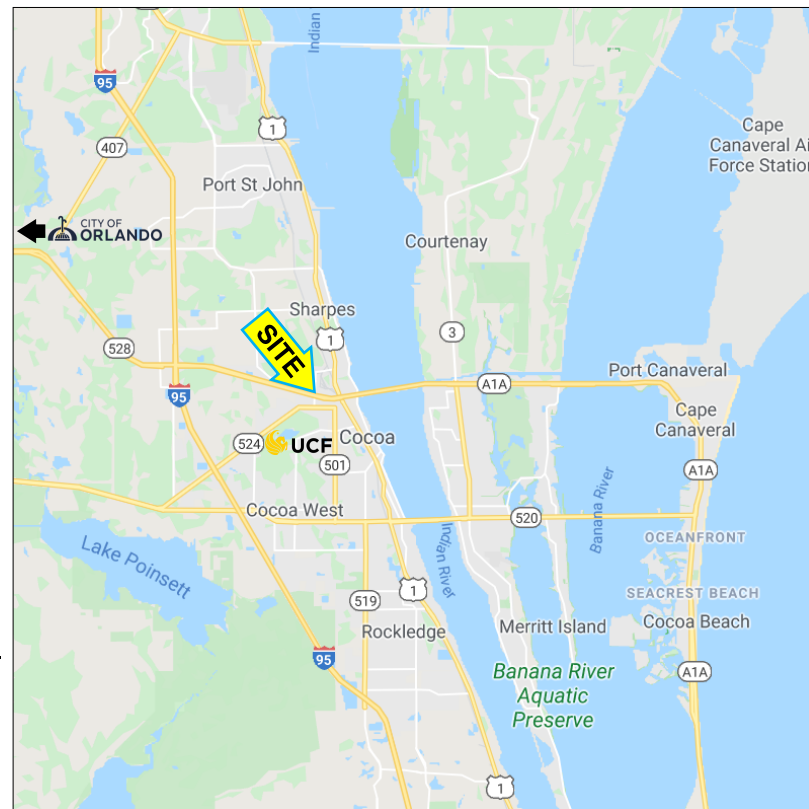 Indian
95
1
407
Cape
Canaveral Ai
Force Station
Port St John
CITY OF
ORLANDO
Courtenay
Sharpes
SITE
1
3
528
Port Canaveral
A1A
95
Cape
Canaveral
524
UCF
Cocoa
501
A1A
Cocoa West
520
Banana River
Indian River
OCEANFRONT
Lake Poinsett
1
SEACREST BEACH
519
Rockledge
Merritt Island
Cocoa Beach
95
Banana River
Aquatic
Preserve
A1A
1